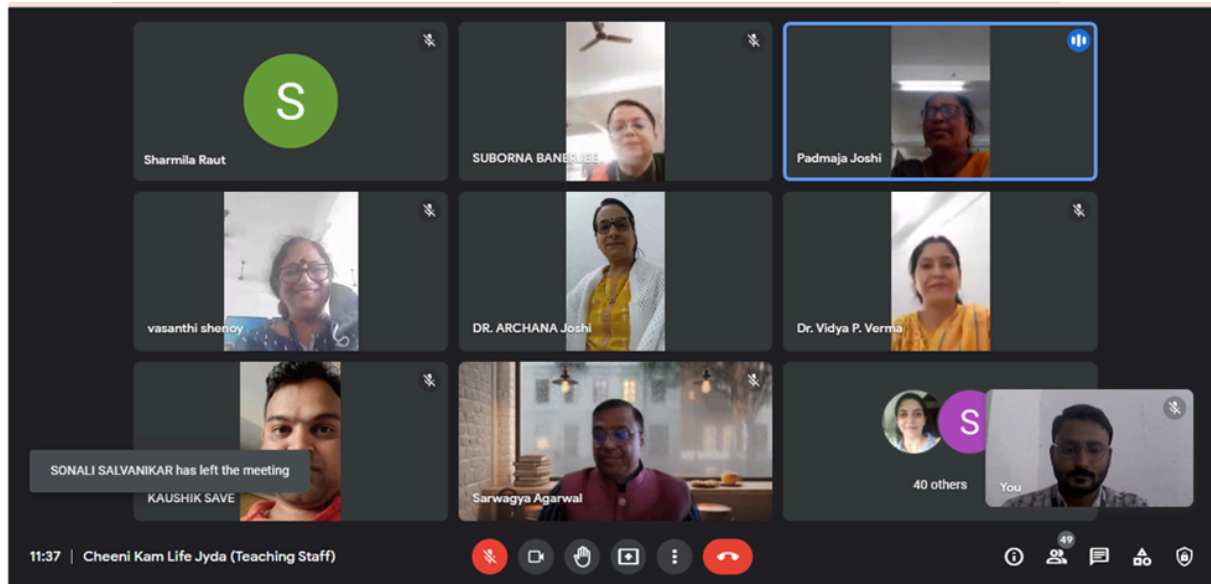 S
Sharmila Raut
SUBORNA BANERJEE
Padmaja Joshi
vasanthi shenoy
DR. ARCHANA Joshi
Dr. Vidya P. Verma
SONALI SALVANIKAR has left the meeting
KAUSHIK SAVE
Sarwagya Agarwal
S
40 others
You
11:37 | Cheeni Kam Life Jyda (Teaching Staff)
49